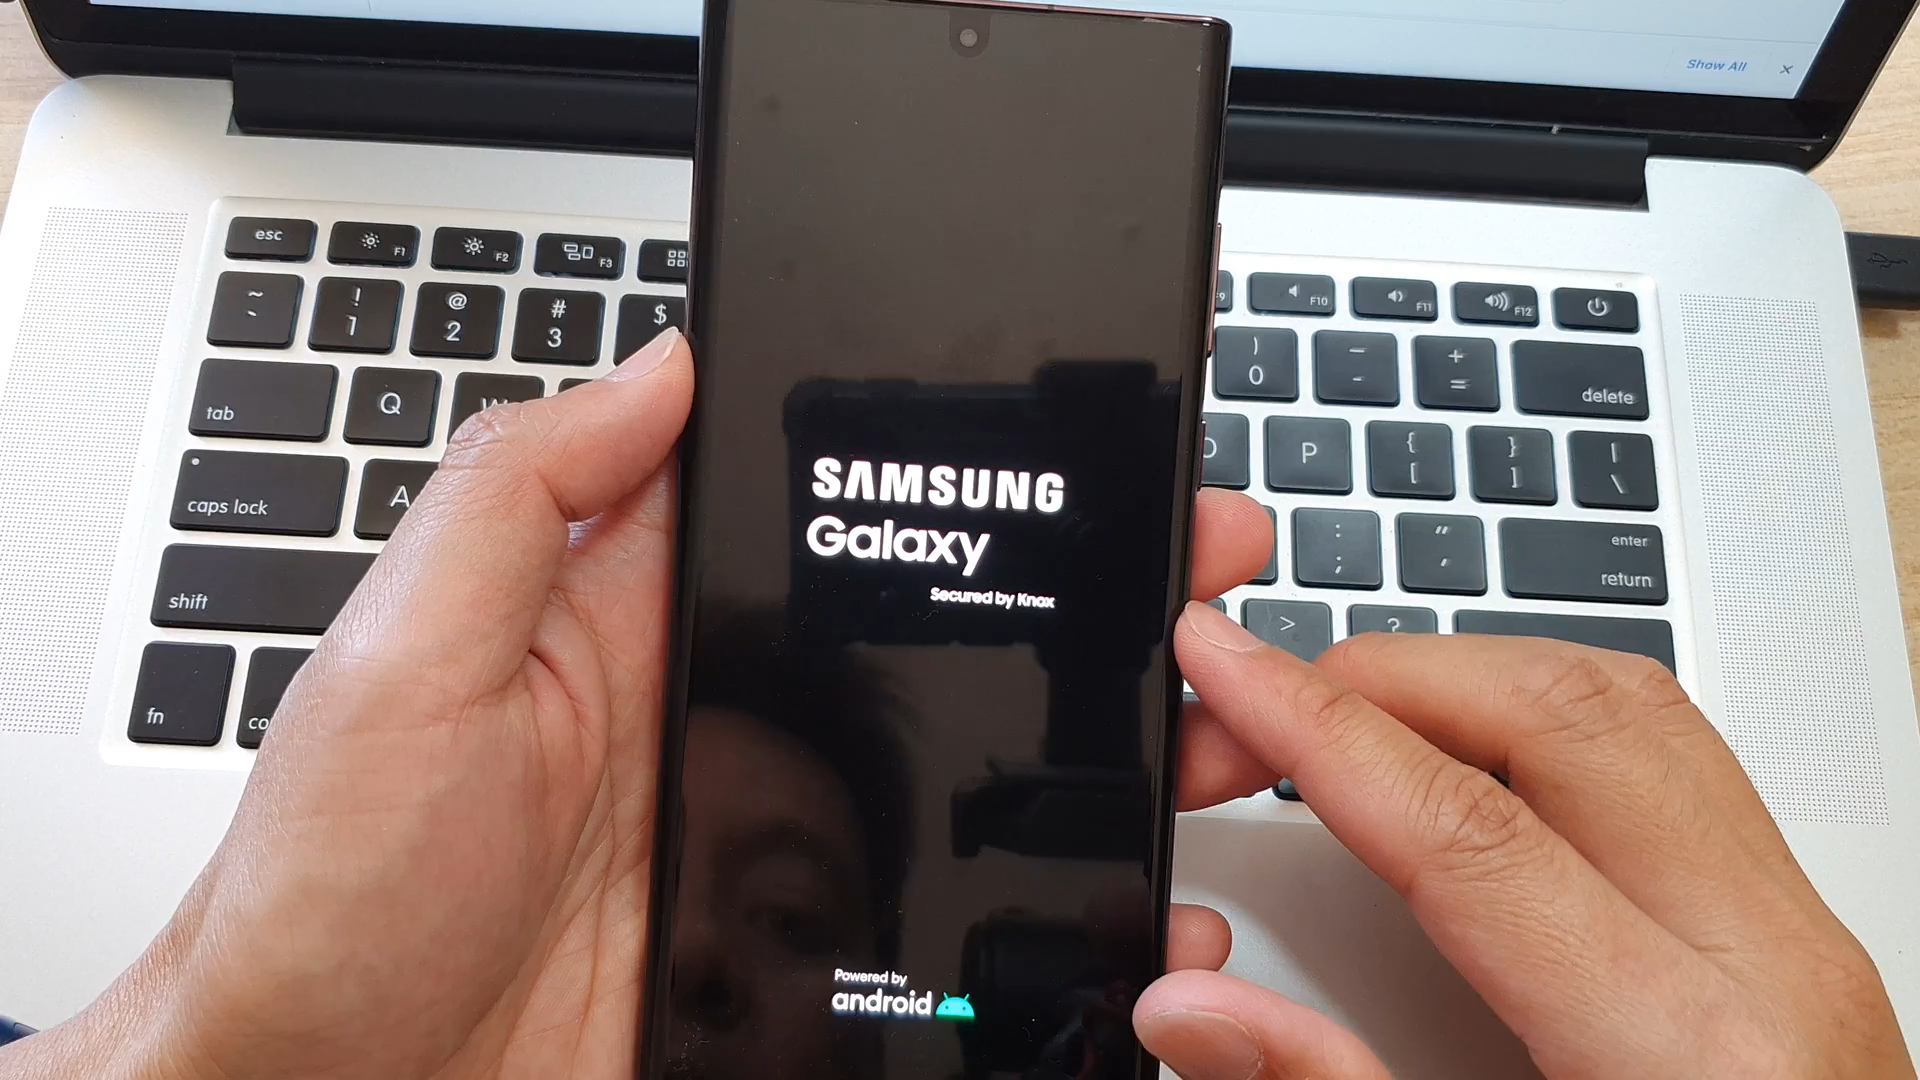 Show All
esc
F1
F2
F3
F9
F10
F11
F12
~
`
!
1
@
2
#
3
$
)
0
-
+
=
delete
tab
Q
W
P
{
[
}
]
|
\
caps lock
A
:
;
"
'
enter
return
shift
>
?
fn
SAMSUNG
Galaxy
Secured by Knox
Powered by
android